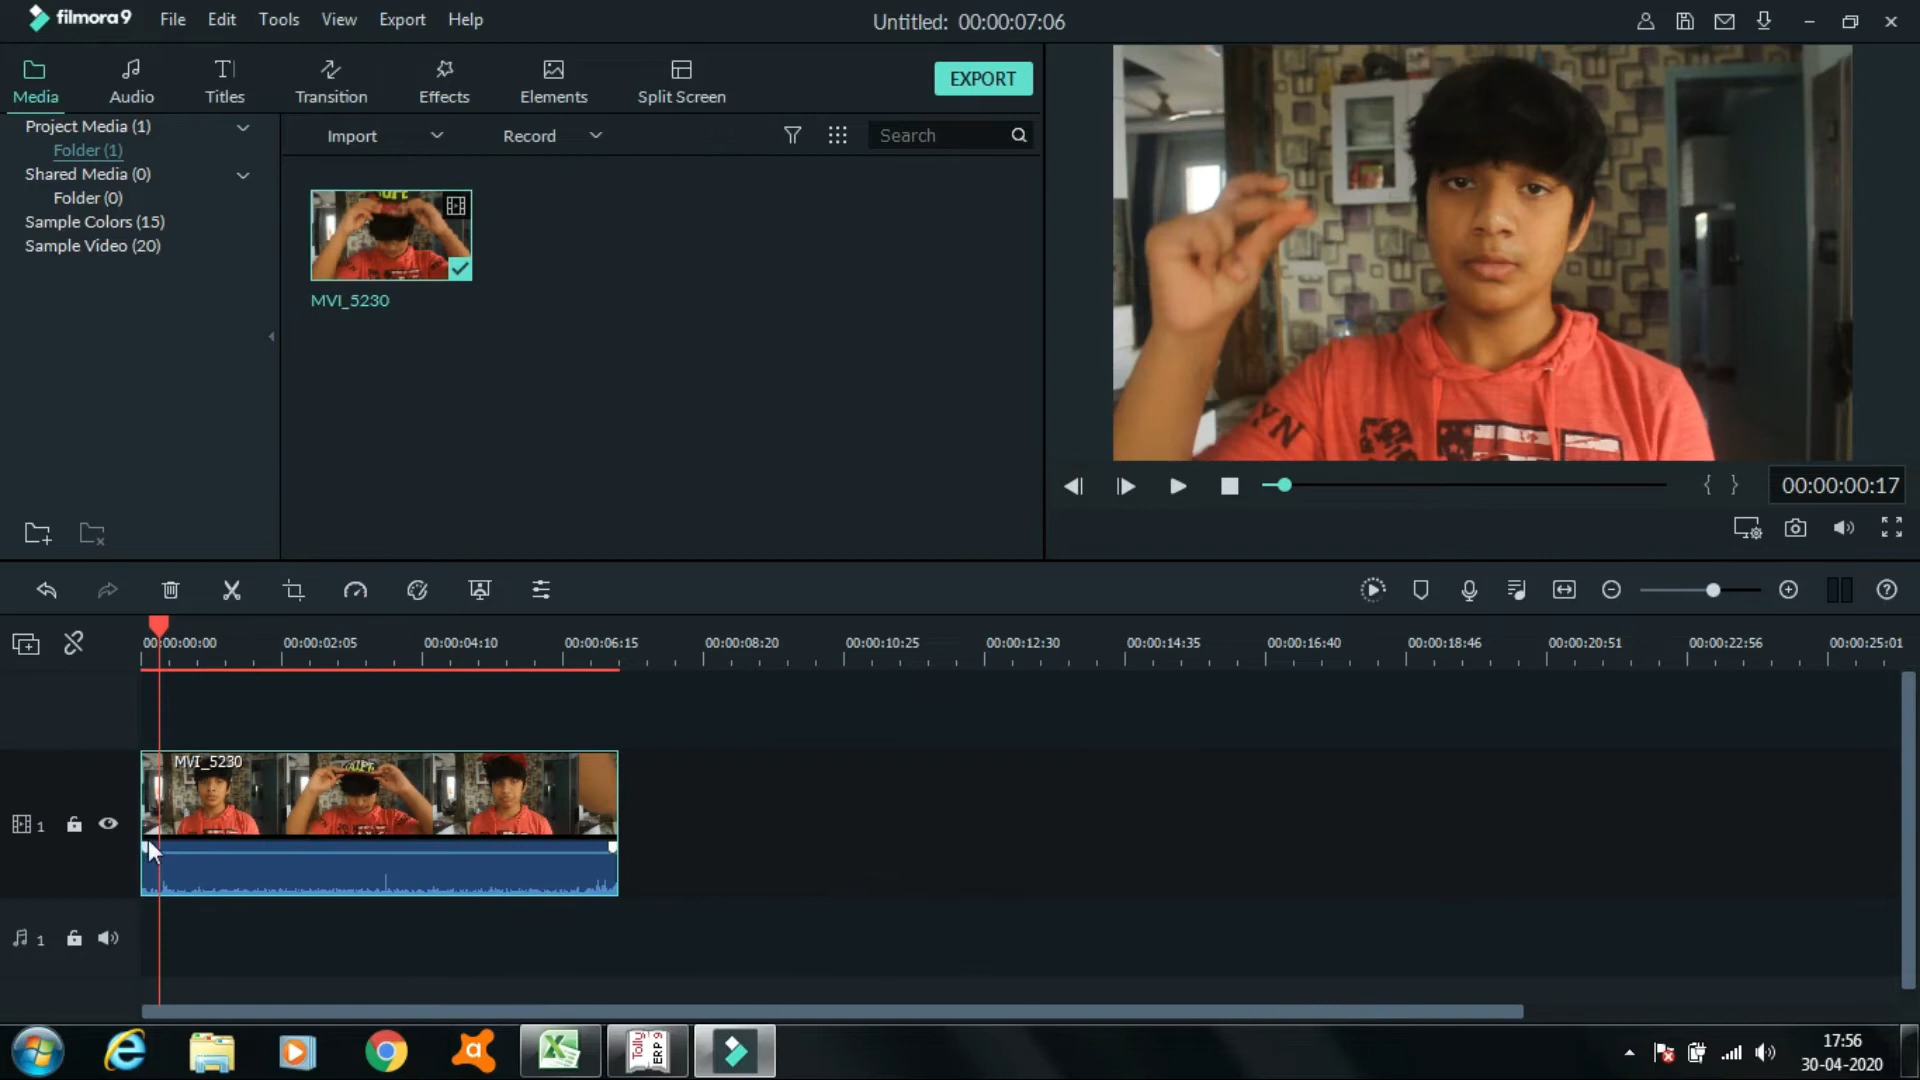 filmora9 File Edit Tools View Export Help Untitled: 00:00:07:06
Media Audio Titles Transition Effects Elements Split Screen EXPORT
Project Media (1)
Folder (1)
Shared Media (0)
Folder (0)
Sample Colors (15)
Sample Video (20)
Import Record Search
MVI_5230
00:00:00:17
00:00:00:00 00:00:02:05 00:00:04:10 00:00:06:15 00:00:08:20 00:00:10:25 00:00:12:30 00:00:14:35 00:00:16:40 00:00:18:46 00:00:20:51 00:00:22:56 00:00:25:01
MVI_5230
1
1
Tally
ERP 9
17:56
30-04-2020